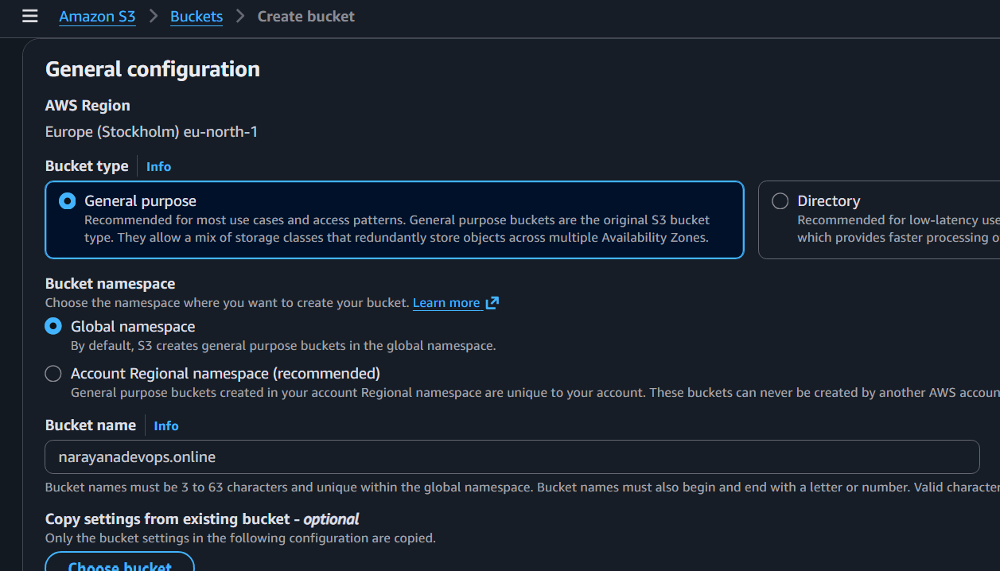 Amazon S3 > Buckets > Create bucket
General configuration
AWS Region
Europe (Stockholm) eu-north-1
Bucket type Info
General purpose
Recommended for most use cases and access patterns. General purpose buckets are the original S3 bucket
type. They allow a mix of storage classes that redundantly store objects across multiple Availability Zones.
Directory
Recommended for low-latency use
which provides faster processing o
Bucket namespace
Choose the namespace where you want to create your bucket. Learn more
Global namespace
By default, S3 creates general purpose buckets in the global namespace.
Account Regional namespace (recommended)
General purpose buckets created in your account Regional namespace are unique to your account. These buckets can never be created by another AWS accoun
Bucket name Info
narayanadevops.online
Bucket names must be 3 to 63 characters and unique within the global namespace. Bucket names must also begin and end with a letter or number. Valid character
Copy settings from existing bucket - optional
Only the bucket settings in the following configuration are copied.
Choose bucket